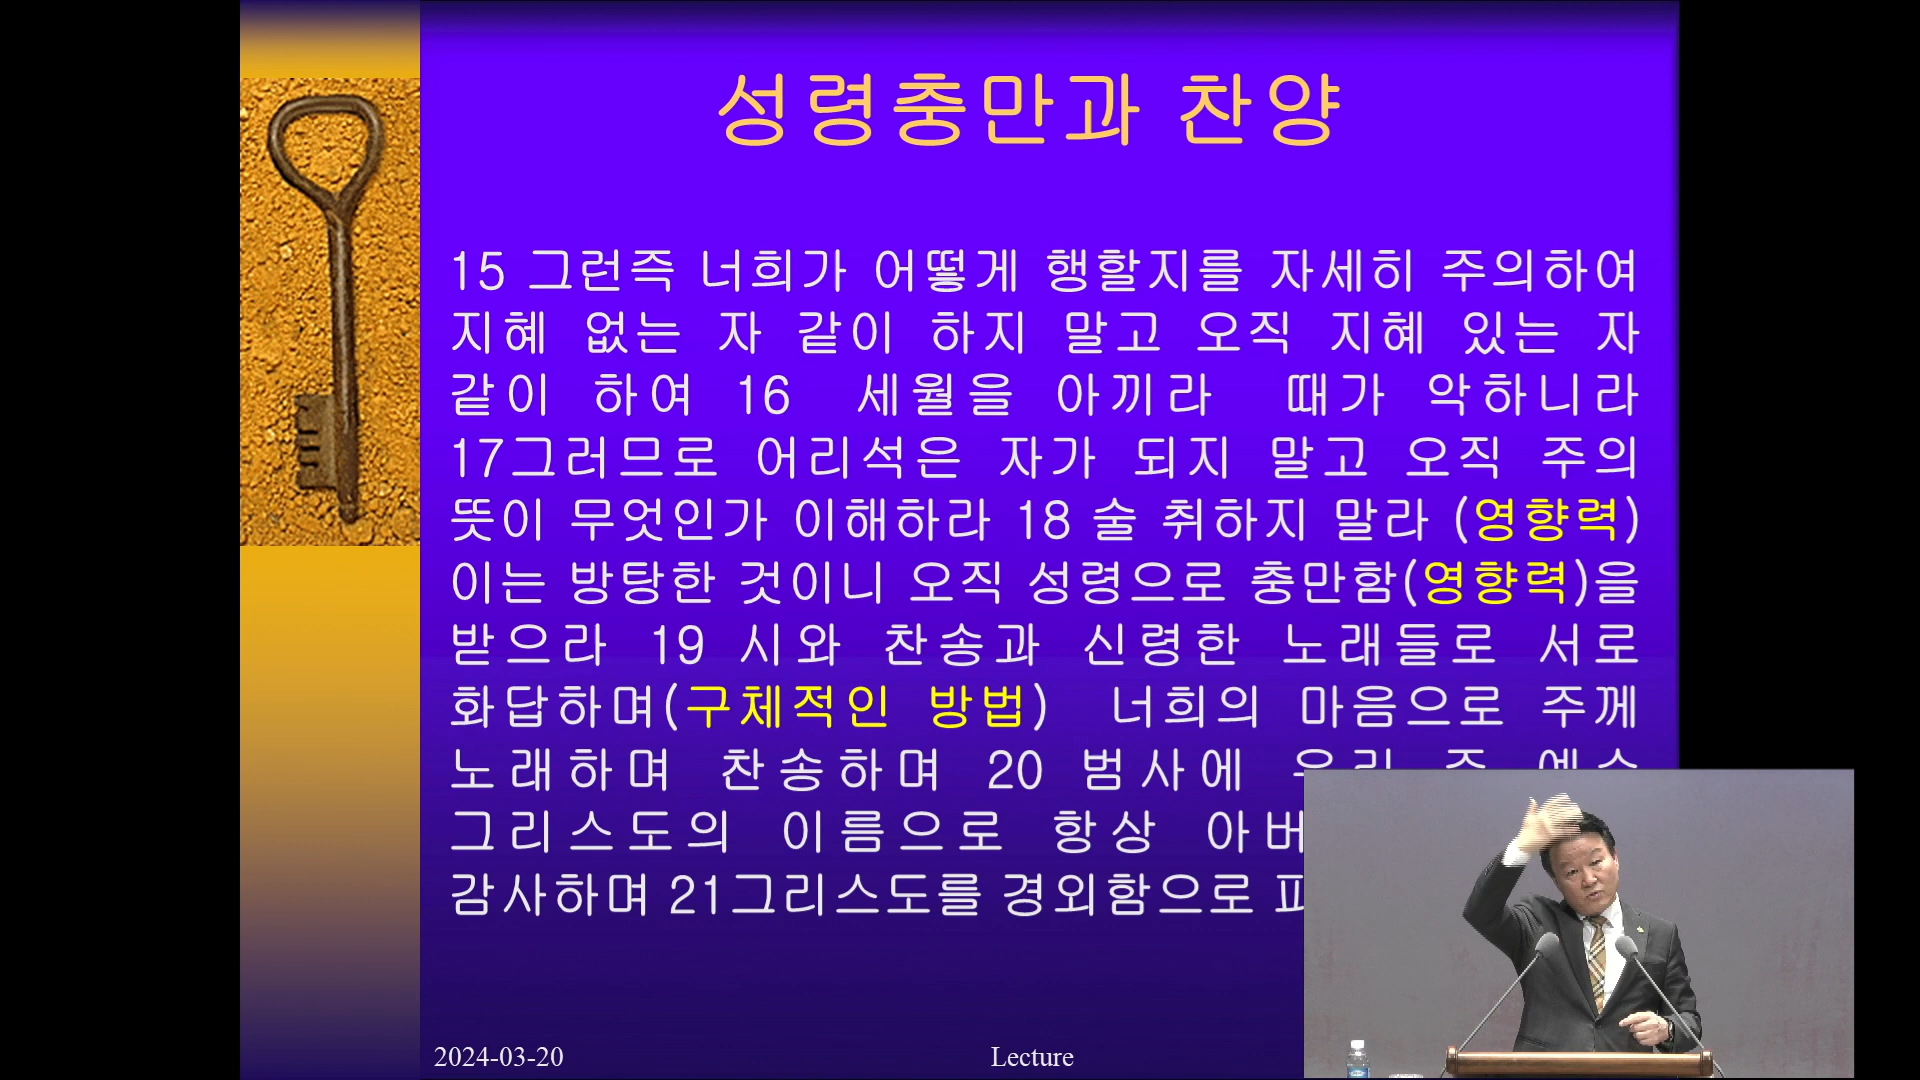 성령충만과 찬양
15 그런즉 너희가 어떻게 행할지를 자세히 주의하여
지혜 없는 자 같이 하지 말고 오직 지혜 있는 자
같이 하여 16 세월을 아끼라 때가 악하니라
17그러므로 어리석은 자가 되지 말고 오직 주의
뜻이 무엇인가 이해하라 18 술 취하지 말라 (영향력)
이는 방탕한 것이니 오직 성령으로 충만함(영향력)을
받으라 19 시와 찬송과 신령한 노래들로 서로
화답하며(구체적인 방법) 너희의 마음으로 주께
노래하며 찬송하며 20 범사에 우리 주 예수
그리스도의 이름으로 항상 아버
감사하며 21그리스도를 경외함으로 피
2024-03-20
Lecture